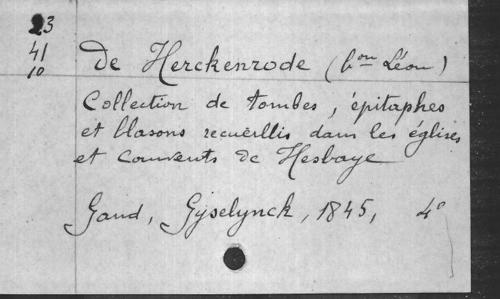 23
41
10
de Herckenrode (bon Léon)
Collection de tombes, épitaphes
et blasons recueillis dans les églises
et couvents de Hesbaye
Gand, Gyselynck, 1845, 4°